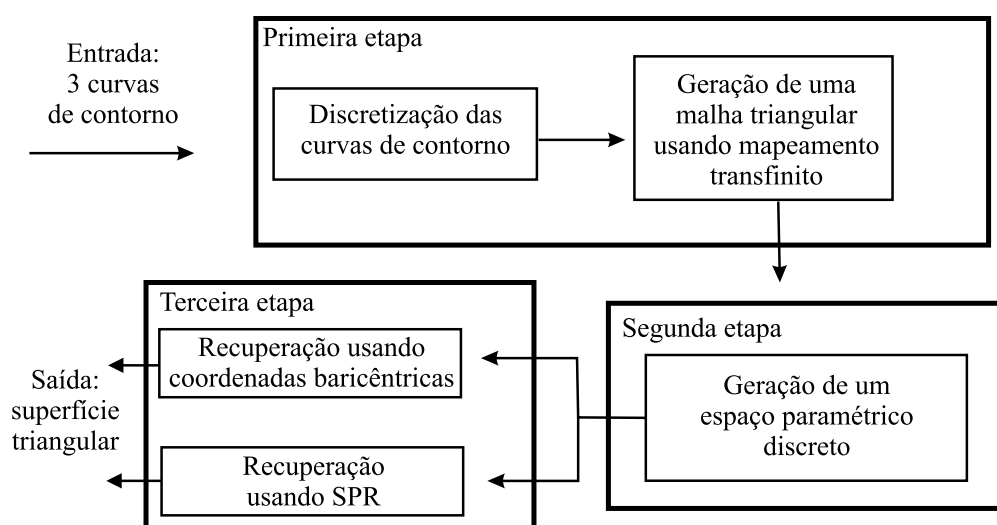 Entrada:
3 curvas
de contorno
Primeira etapa
Discretização das
curvas de contorno
Geração de uma
malha triangular
usando mapeamento
transfinito
Segunda etapa
Geração de um
espaço paramétrico
discreto
Terceira etapa
Recuperação usando
coordenadas baricêntricas
Recuperação
usando SPR
Saída:
superfície
triangular